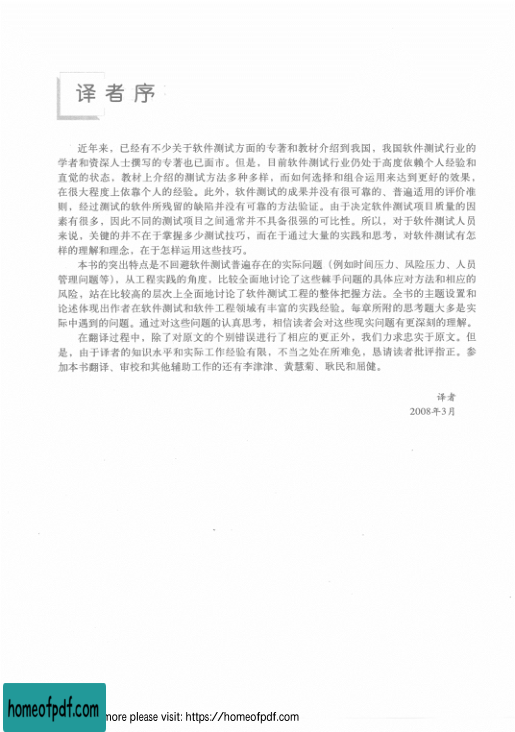 译者序
近年来，已经有不少关于软件测试方面的专著和教材介绍到我国，我国软件测试行业的
学者和资深人士撰写的专著也已面市。但是，目前软件测试行业仍处于高度依赖个人经验和
直觉的状态，教材上介绍的测试方法多种多样，而如何选择和组合运用来达到更好的效果，
在很大程度上依靠个人的经验。此外，软件测试的成果并没有很可靠的、普遍适用的评价准
则，经过测试的软件所残留的缺陷并没有可靠的方法验证。由于决定软件测试项目质量的因
素有很多，因此不同的测试项目之间通常并不具备很强的可比性。所以，对于软件测试人员
来说，关键的并不在于掌握多少测试技巧，而在于通过大量的实践和思考，对软件测试有怎
样的理解和理念，在于怎样运用这些技巧。
本书的突出特点是不回避软件测试普遍存在的实际问题（例如时间压力、风险压力、人员
管理问题等），从工程实践的角度，比较全面地讨论了这些棘手问题的具体应对方法和相应的
风险，站在比较高的层次上全面地讨论了软件测试工程的整体把握方法。全书的主题设置和
论述体现出作者在软件测试和软件工程领域有丰富的实践经验。每章所附的思考题大多是实
际中遇到的问题。通过对这些问题的认真思考，相信读者会对这些现实问题有更深刻的理解。
在翻译过程中，除了对原文的个别错误进行了相应的更正外，我们力求忠实于原文。但
是，由于译者的知识水平和实际工作经验有限，不当之处在所难免，恳请读者批评指正。参
加本书翻译、审校和其他辅助工作的还有李津津、黄慧菊、耿民和屈健。
译者
2008年3月
homeofpdf.com
more please visit: https://homeofpdf.com